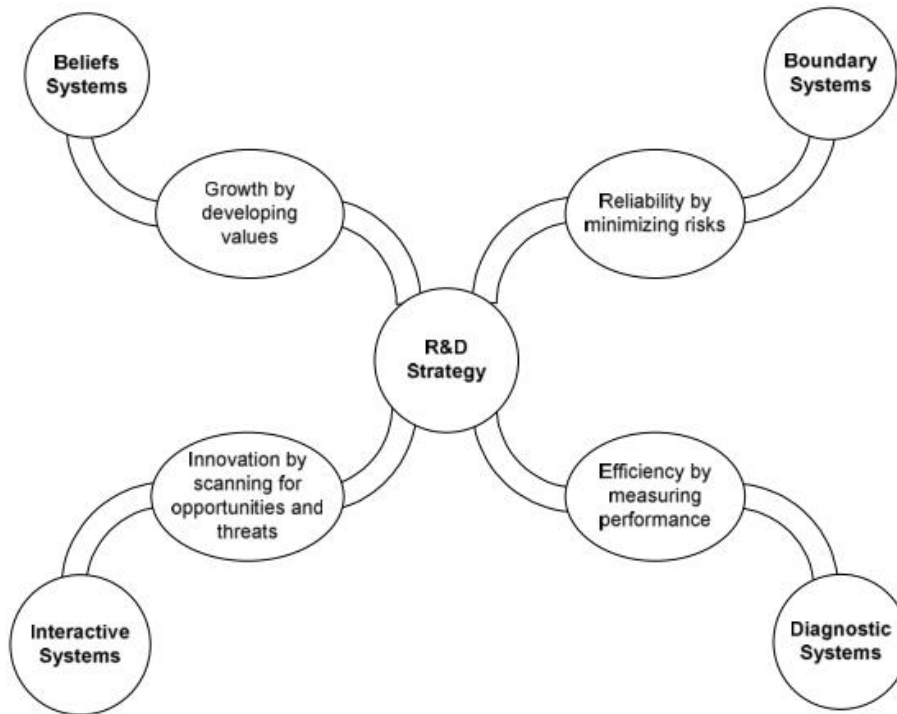 Beliefs
Systems
Boundary
Systems
Growth by
developing
values
Reliability by
minimizing risks
R&D
Strategy
Innovation by
scanning for
opportunities and
threats
Efficiency by
measuring
performance
Interactive
Systems
Diagnostic
Systems